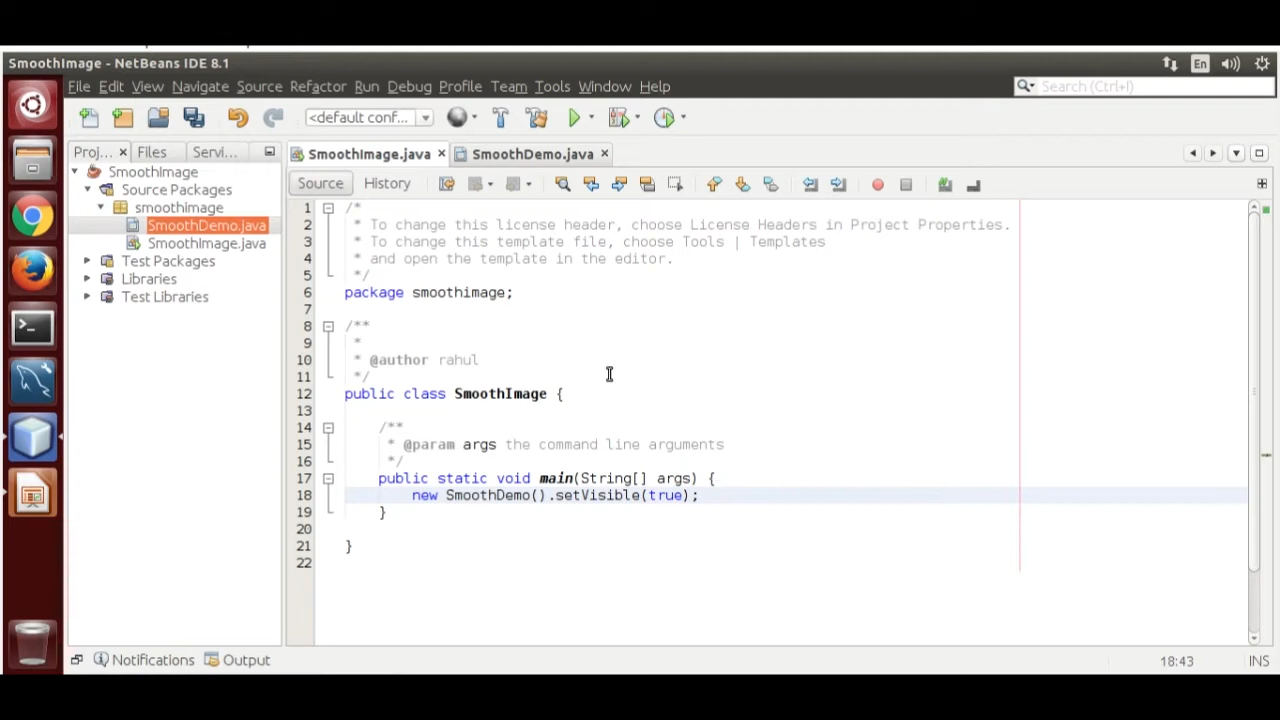 SmoothImage - NetBeans IDE 8.1
En
File Edit View Navigate Source Refactor Run Debug Profile Team Tools Window Help
Search (Ctrl+I)
<default conf...
Proj... × Files Servi...
SmoothImage.java × SmoothDemo.java ×
SmoothImage
Source Packages
smoothimage
SmoothDemo.java
SmoothImage.java
Test Packages
Libraries
Test Libraries
Source History
1 /*
2 * To change this license header, choose License Headers in Project Properties.
3 * To change this template file, choose Tools | Templates
4 * and open the template in the editor.
5 */
6 package smoothimage;
7
8 /**
9 *
10 * @author rahul
11 */
12 public class SmoothImage {
13
14 /**
15 * @param args the command line arguments
16 */
17 public static void main(String[] args) {
18 new SmoothDemo().setVisible(true);
19 }
20
21 }
22
Notifications Output
18:43 INS